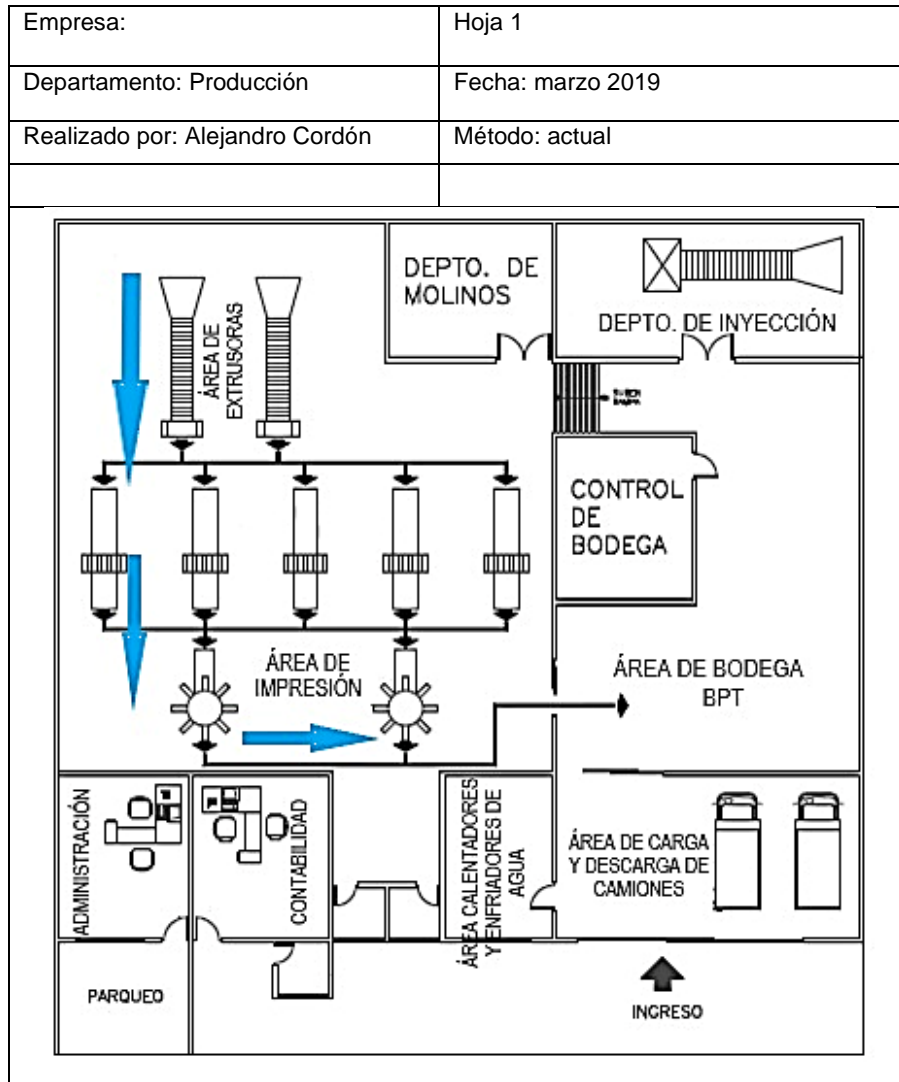 Empresa:
Hoja 1
Departamento: Producción
Fecha: marzo 2019
Realizado por: Alejandro Cordón
Método: actual
DEPTO. DE
MOLINOS
DEPTO. DE INYECCIÓN
ÁREA DE
EXTRUSORAS
CONTROL
DE
BODEGA
ÁREA DE
IMPRESIÓN
ÁREA DE BODEGA
BPT
ADMINISTRACIÓN
CONTABILIDAD
ÁREA CALENTADORES
Y ENFRIADORES DE
AGUA
ÁREA DE CARGA
Y DESCARGA DE
CAMIONES
PARQUEO
INGRESO